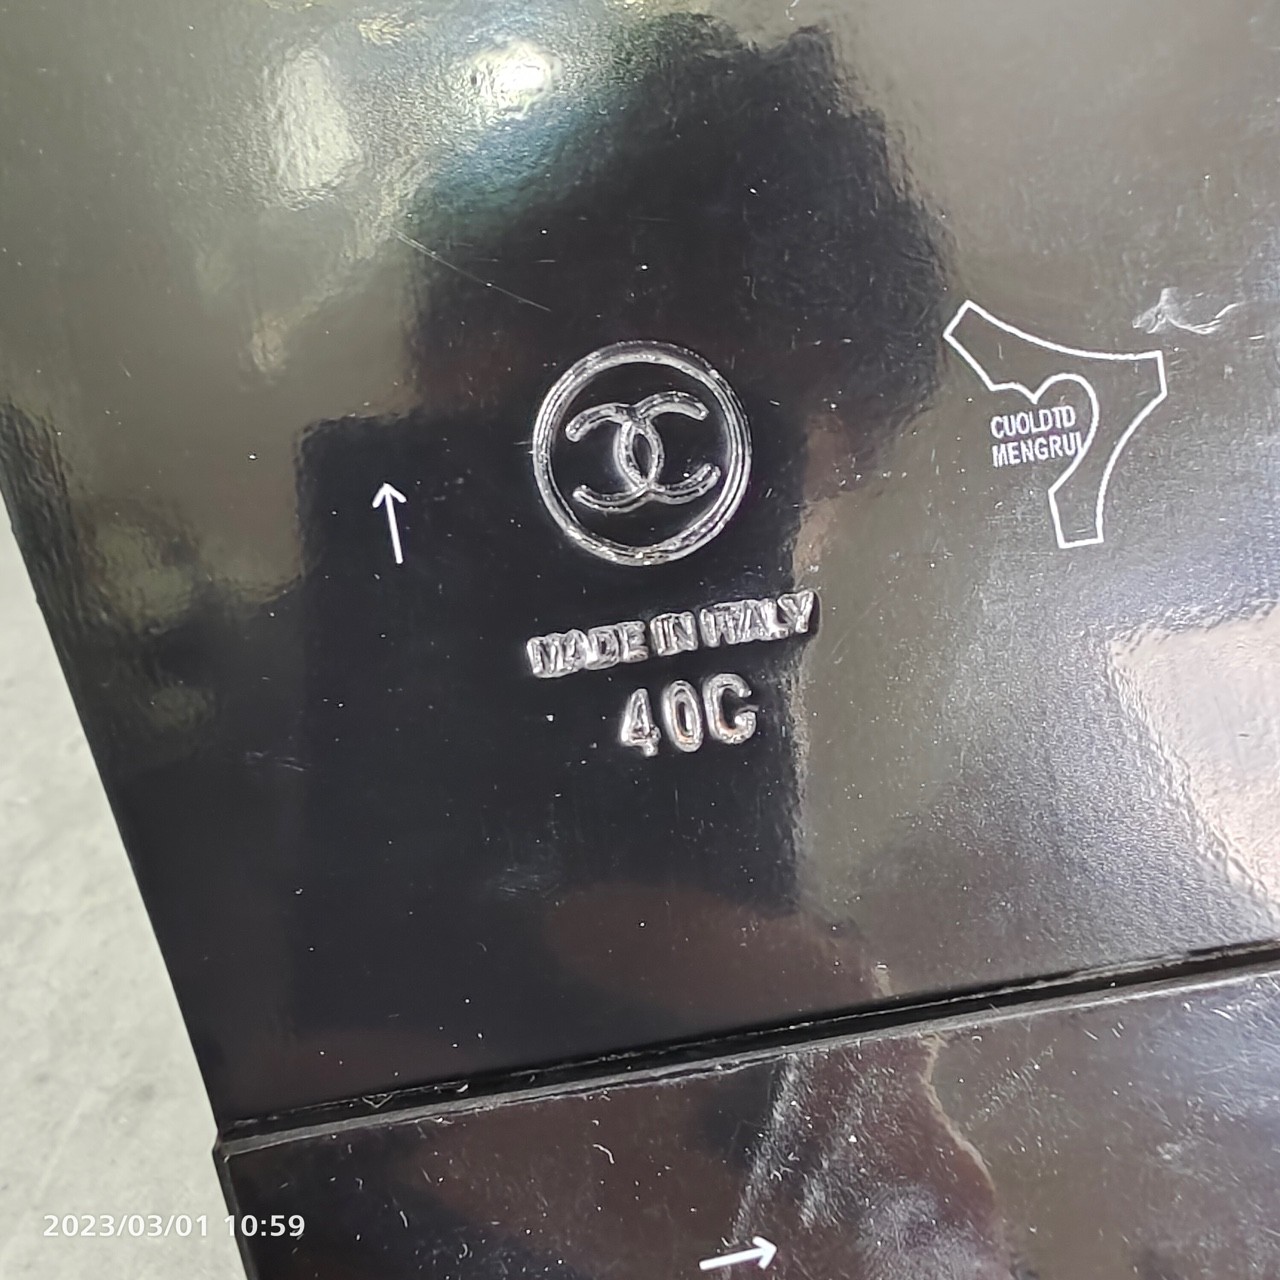 CUOLDTD
MENGRUI
MADE IN ITALY
40C
2023/03/01 10:59